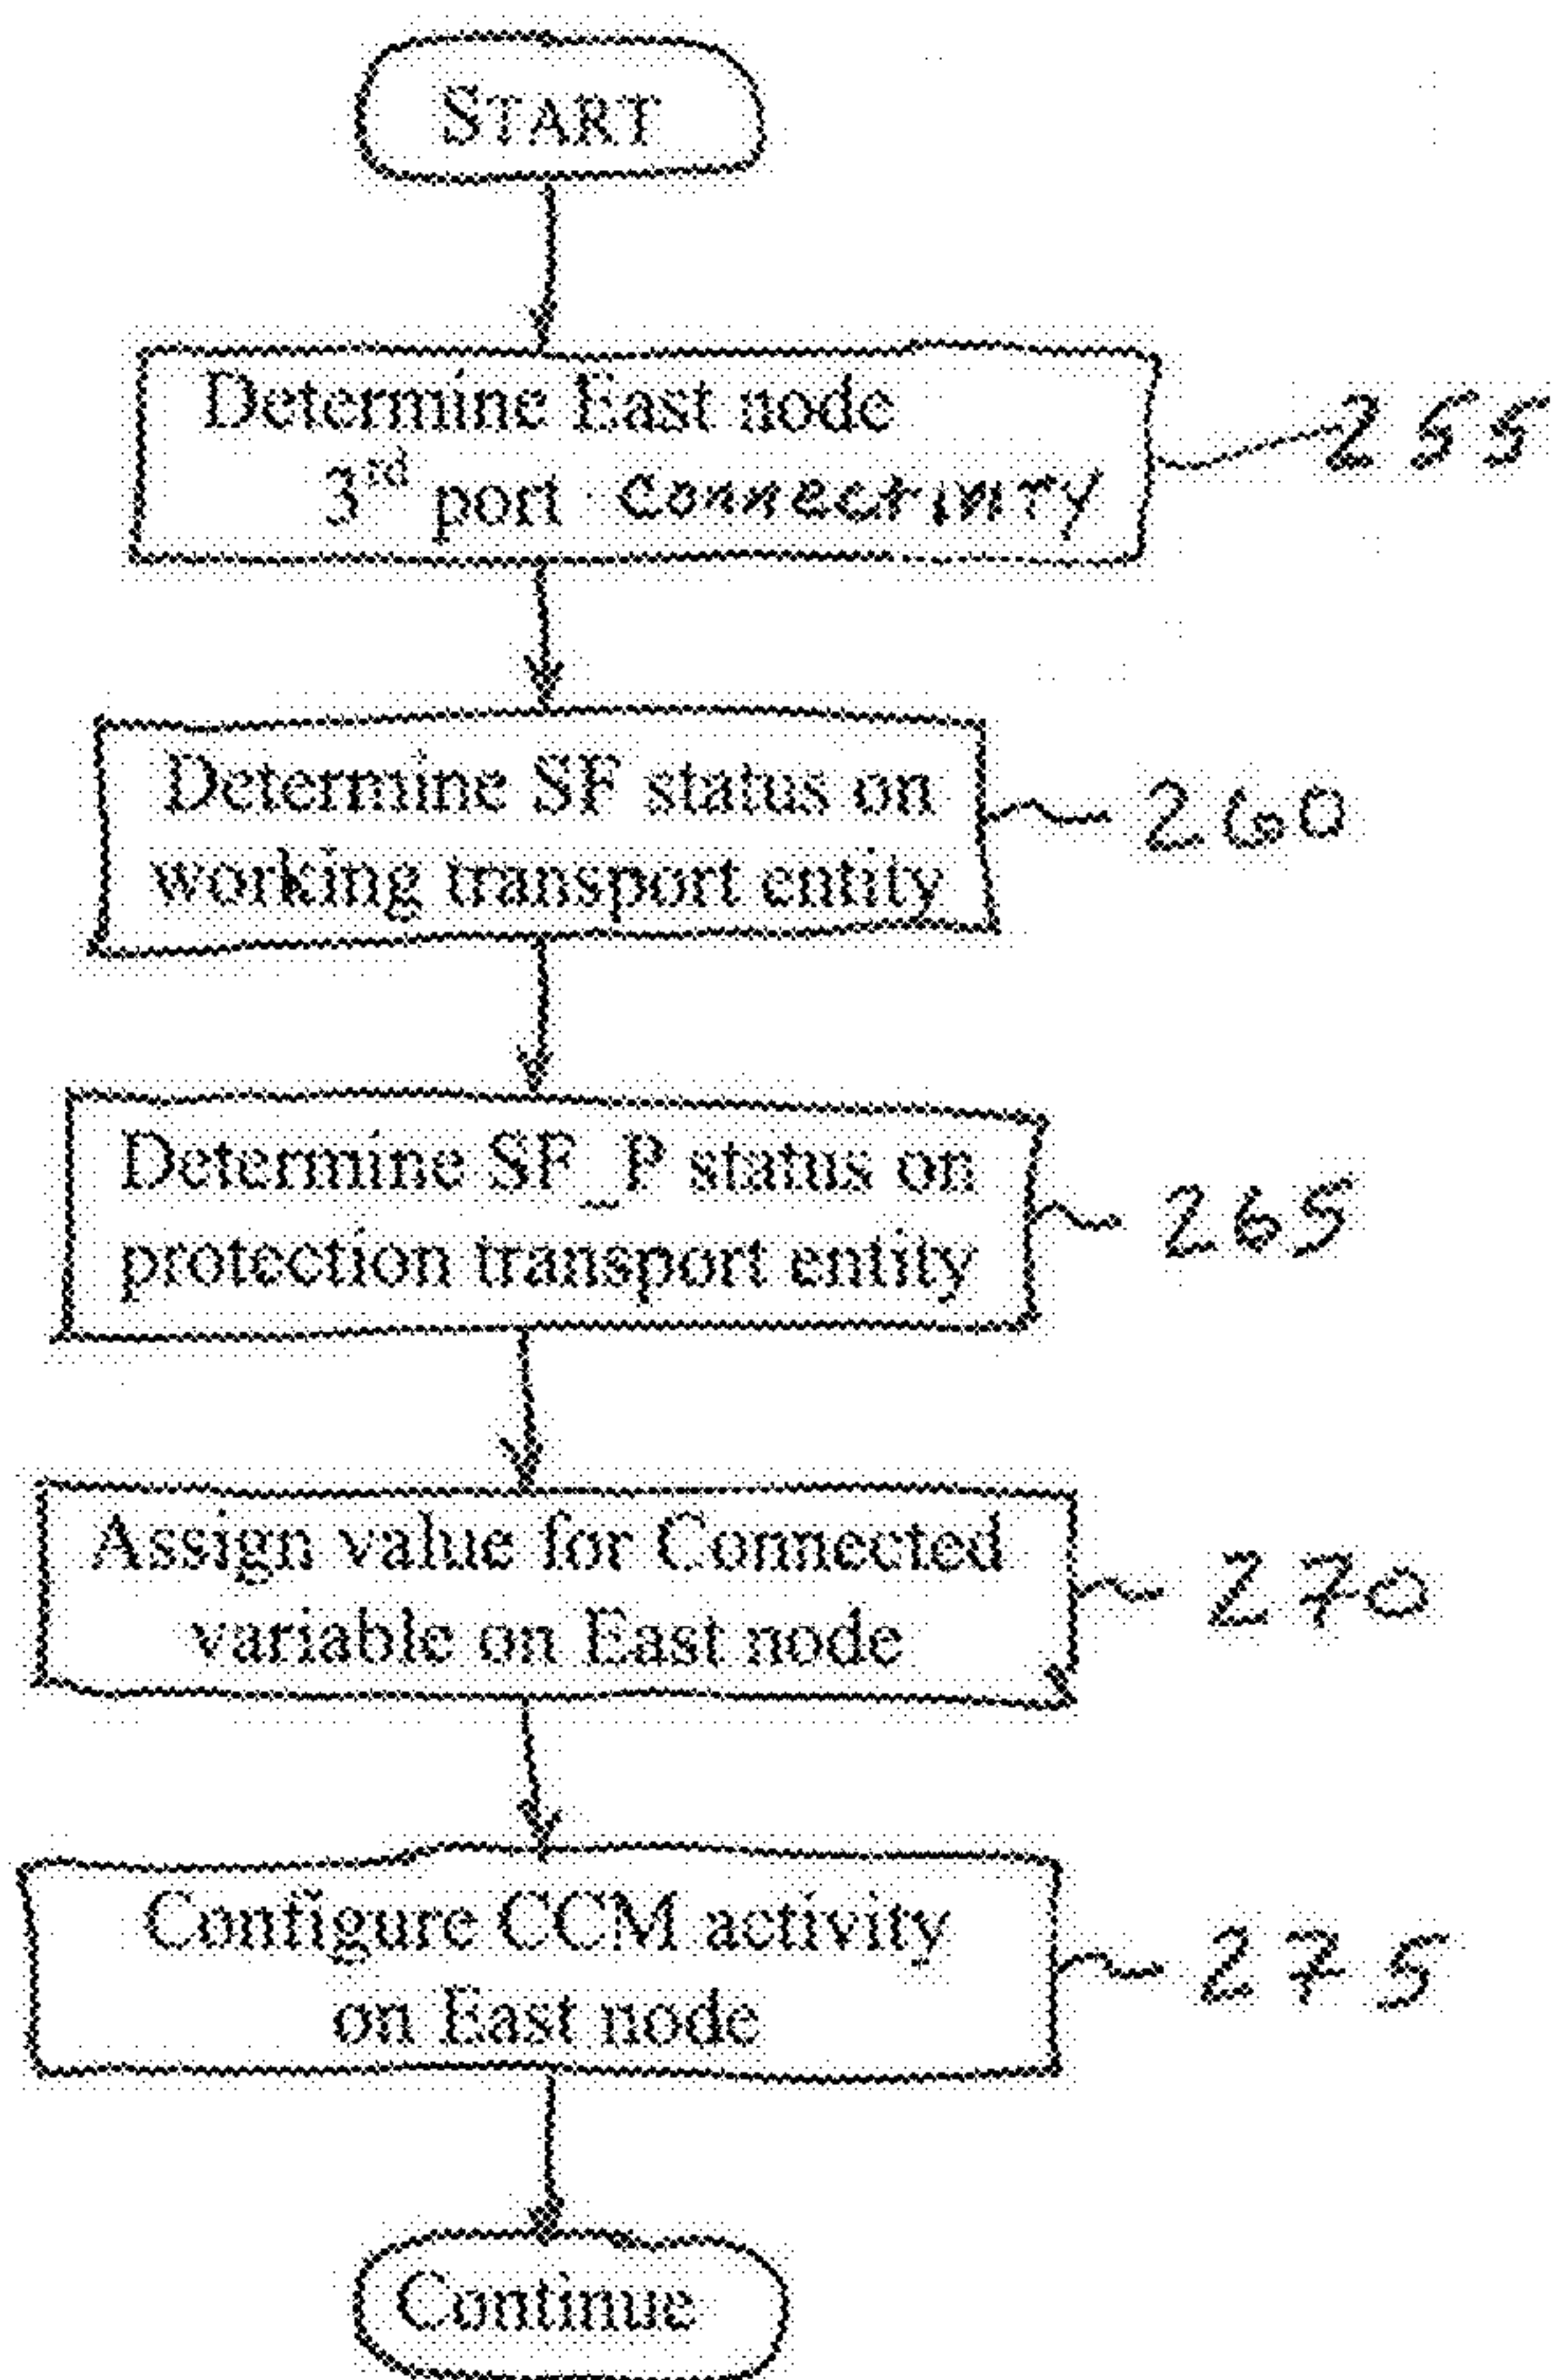 START
Determine East node
3rd port connectivity
255
Determine SF status on
working transport entity
260
Determine SF_P status on
protection transport entity
265
Assign value for Connected
variable on East node
270
Configure CCM activity
on East node
275
Continue